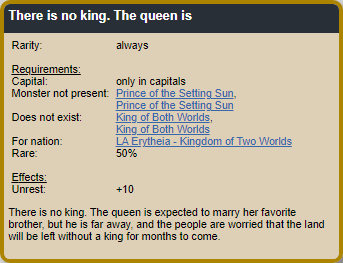 There is no king. The queen is
Rarity: always
Requirements:
Capital: only in capitals
Monster not present: Prince of the Setting Sun,
Prince of the Setting Sun
Does not exist: King of Both Worlds,
King of Both Worlds
For nation: LA Erytheia - Kingdom of Two Worlds
Rare: 50%
Effects:
Unrest: +10
There is no king. The queen is expected to marry her favorite
brother, but he is far away, and the people are worried that the land
will be left without a king for months to come.